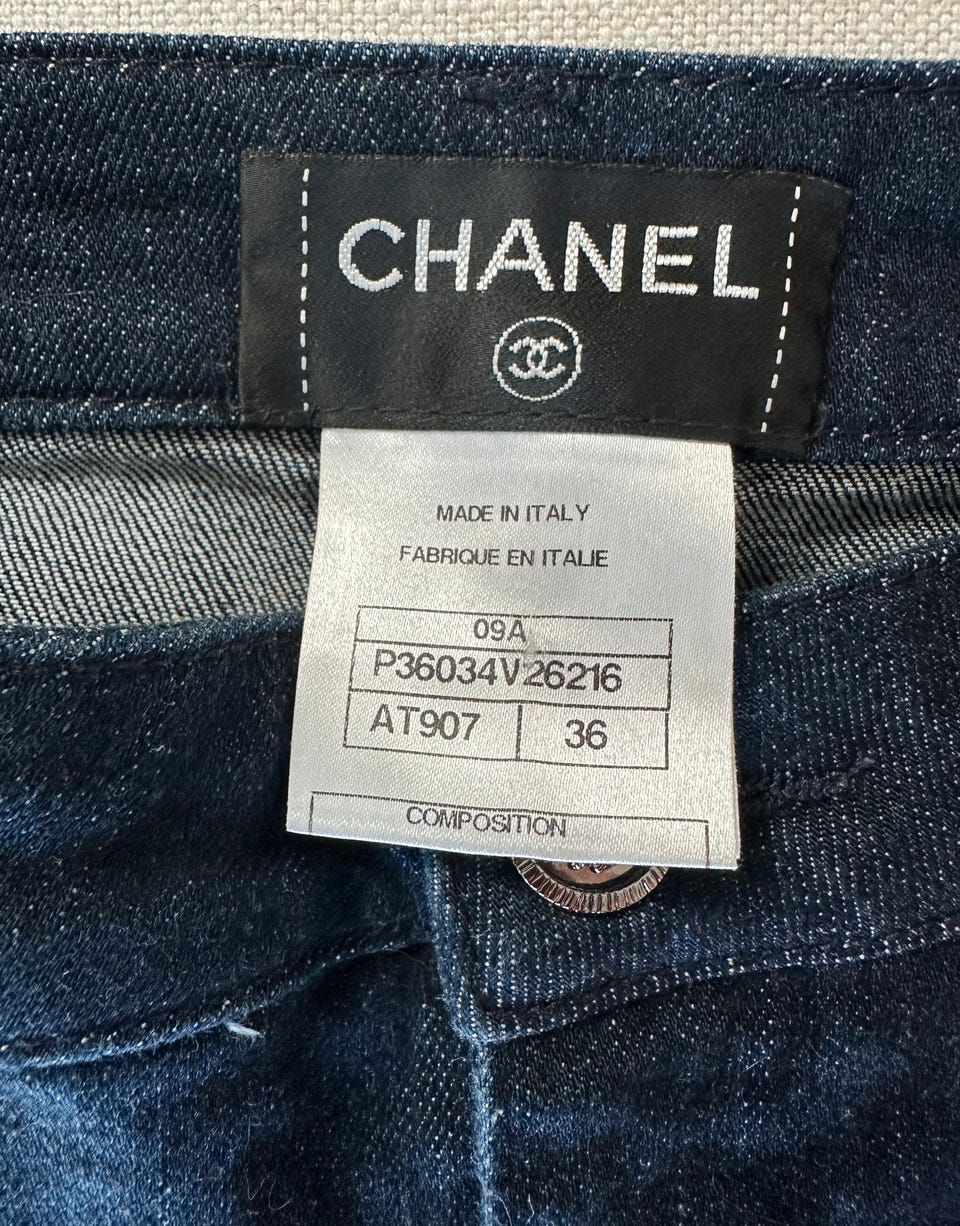 CHANEL
MADE IN ITALY
FABRIQUE EN ITALIE
09A
P36034V26216
AT907 36
COMPOSITION